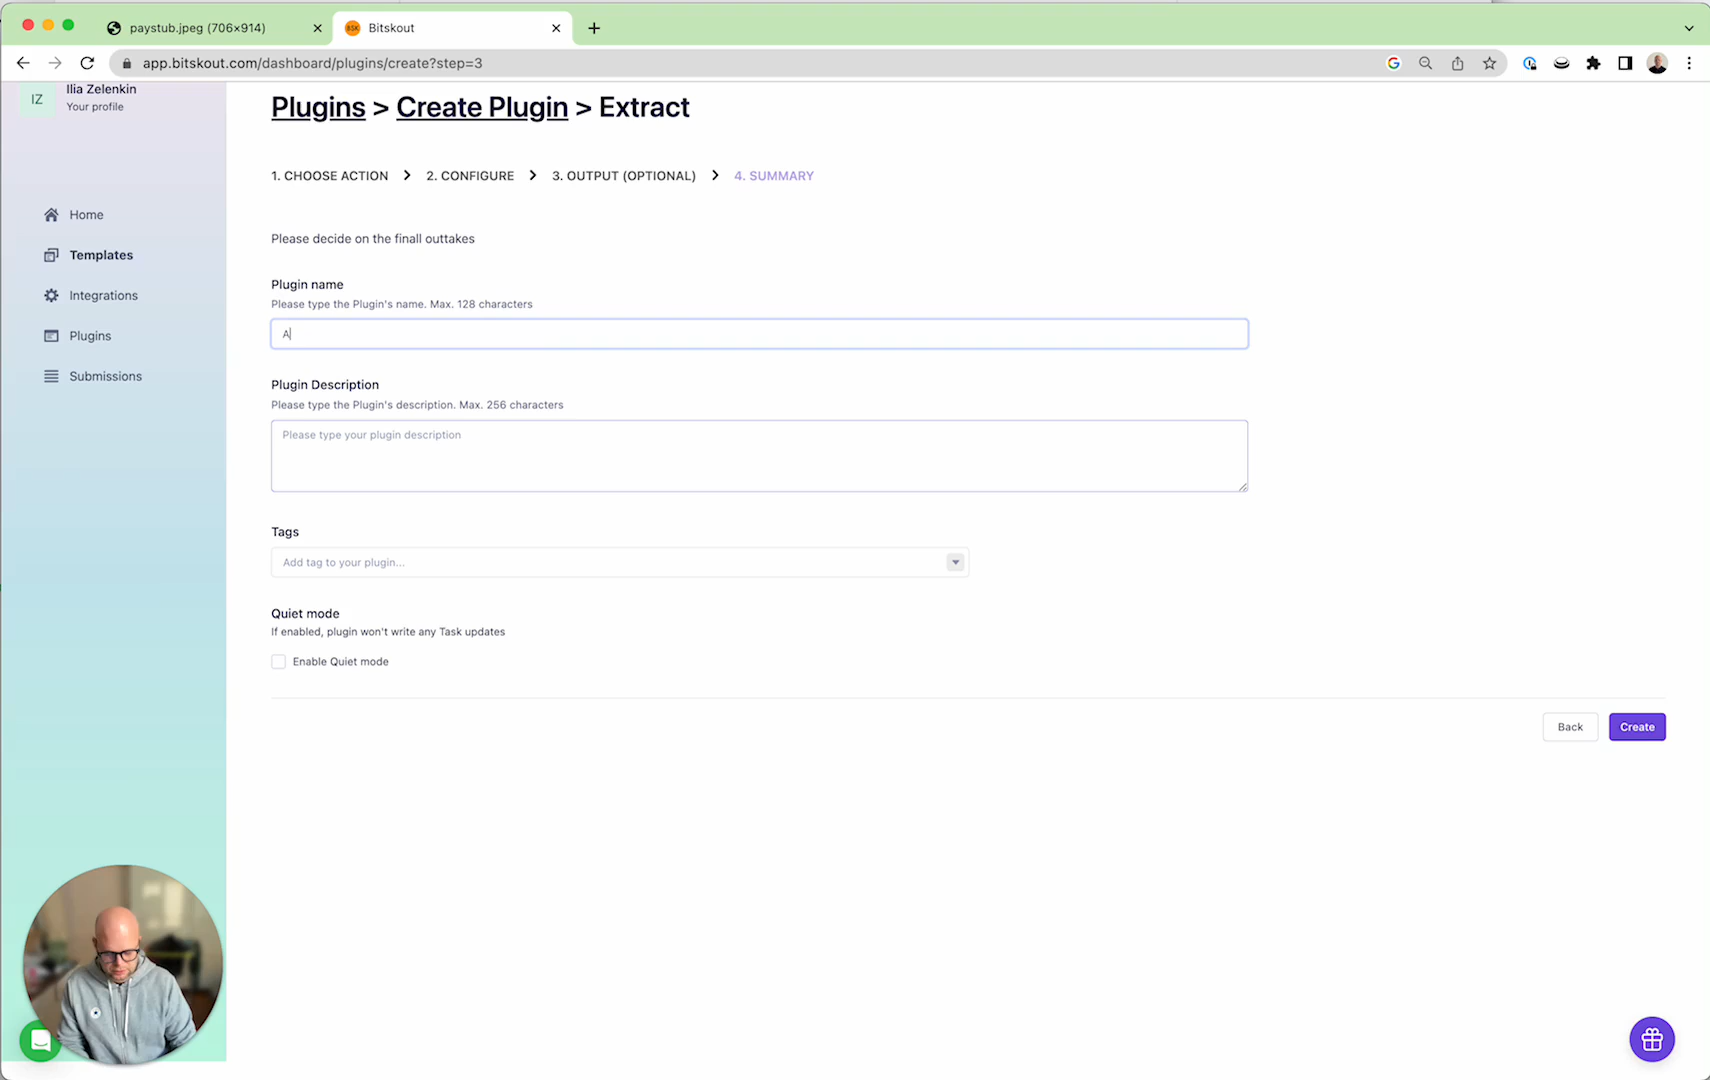 paystub.jpeg (706×914)
BSK Bitskout
app.bitskout.com/dashboard/plugins/create?step=3
IZ
Ilia Zelenkin
Your profile
Home
Templates
Integrations
Plugins
Submissions
Plugins > Create Plugin > Extract
1. CHOOSE ACTION > 2. CONFIGURE > 3. OUTPUT (OPTIONAL) > 4. SUMMARY
Please decide on the finall outtakes
Plugin name
Please type the Plugin's name. Max. 128 characters
A
Plugin Description
Please type the Plugin's description. Max. 256 characters
Please type your plugin description
Tags
Add tag to your plugin...
Quiet mode
If enabled, plugin won't write any Task updates
Enable Quiet mode
Back
Create